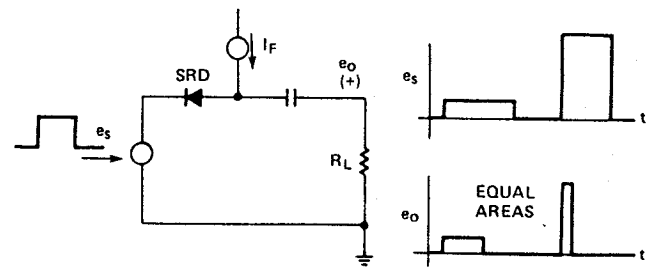 I_F
SRD
e_o
(+)
e_s
R_L
e_s
t
e_o
EQUAL
AREAS
t